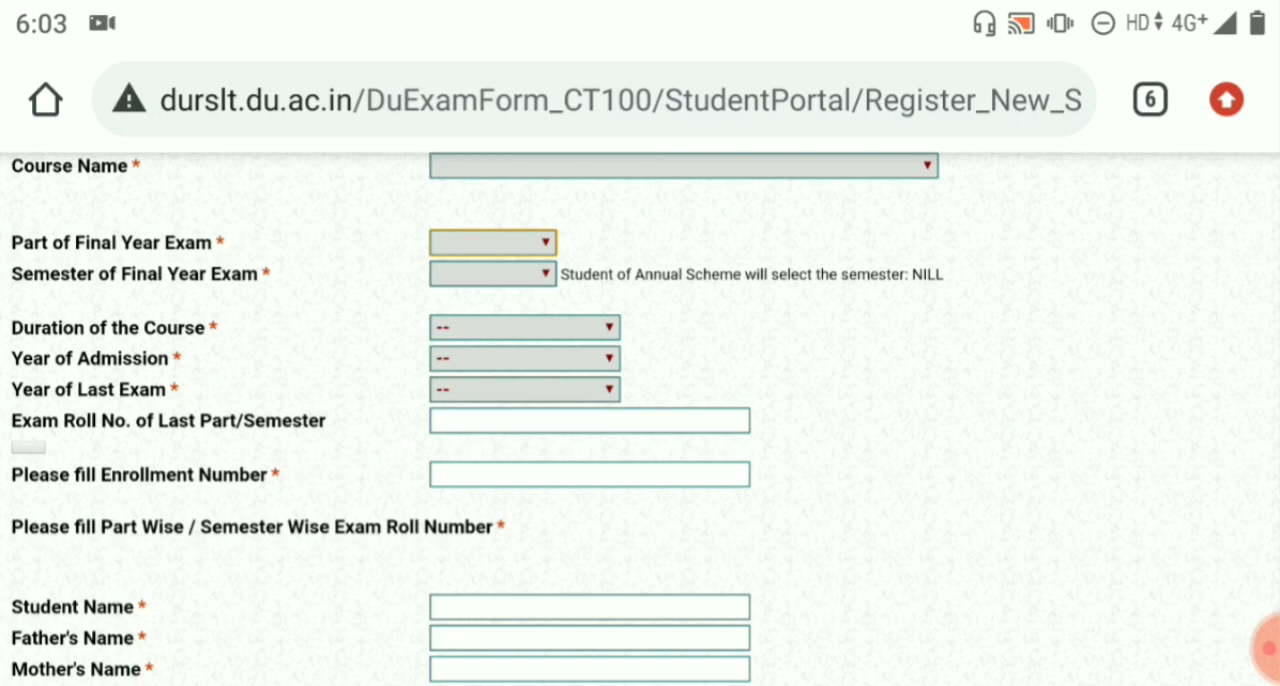 6:03 HD 4G+
durslt.du.ac.in/DuExamForm_CT100/StudentPortal/Register_New_S 6
Course Name *
Part of Final Year Exam *
Semester of Final Year Exam * Student of Annual Scheme will select the semester: NILL
Duration of the Course * --
Year of Admission * --
Year of Last Exam * --
Exam Roll No. of Last Part/Semester
Please fill Enrollment Number *
Please fill Part Wise / Semester Wise Exam Roll Number *
Student Name *
Father's Name *
Mother's Name *